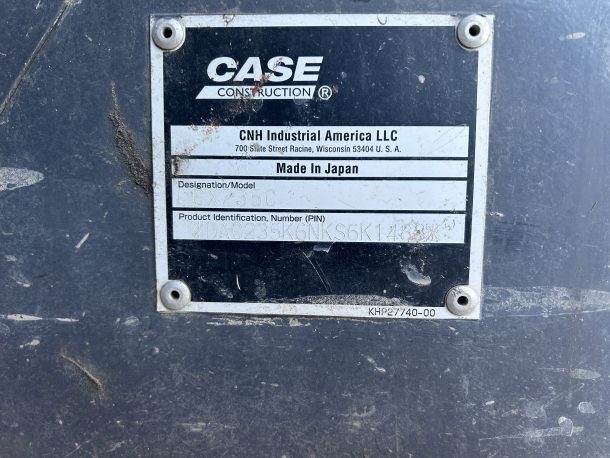 CASE
CONSTRUCTION ®
CNH Industrial America LLC
700 State Street Racine, Wisconsin 53404 U. S. A.
Made In Japan
Designation/Model
Product Identification, Number (PIN)
KHP27740-00